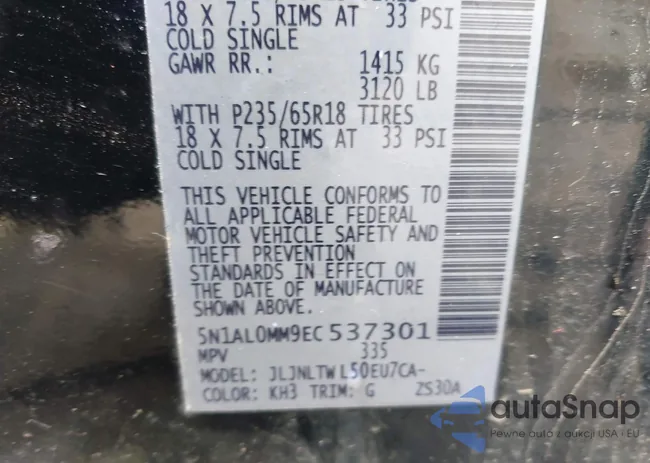 18 X 7.5 RIMS AT 33 PSI
COLD SINGLE
GAWR RR.: 1415 KG
3120 LB
WITH P235/65R18 TIRES
18 X 7.5 RIMS AT 33 PSI
COLD SINGLE
THIS VEHICLE CONFORMS TO
ALL APPLICABLE FEDERAL
MOTOR VEHICLE SAFETY AND
THEFT PREVENTION
STANDARDS IN EFFECT ON
THE DATE OF MANUFACTURE
SHOWN ABOVE.
5N1AL0MM9EC537301
MPV 335
MODEL: JLJNLTWL50EU7CA-
COLOR: KH3 TRIM: G ZS30A
autaSnap
Pewne auta z aukcji USA i EU